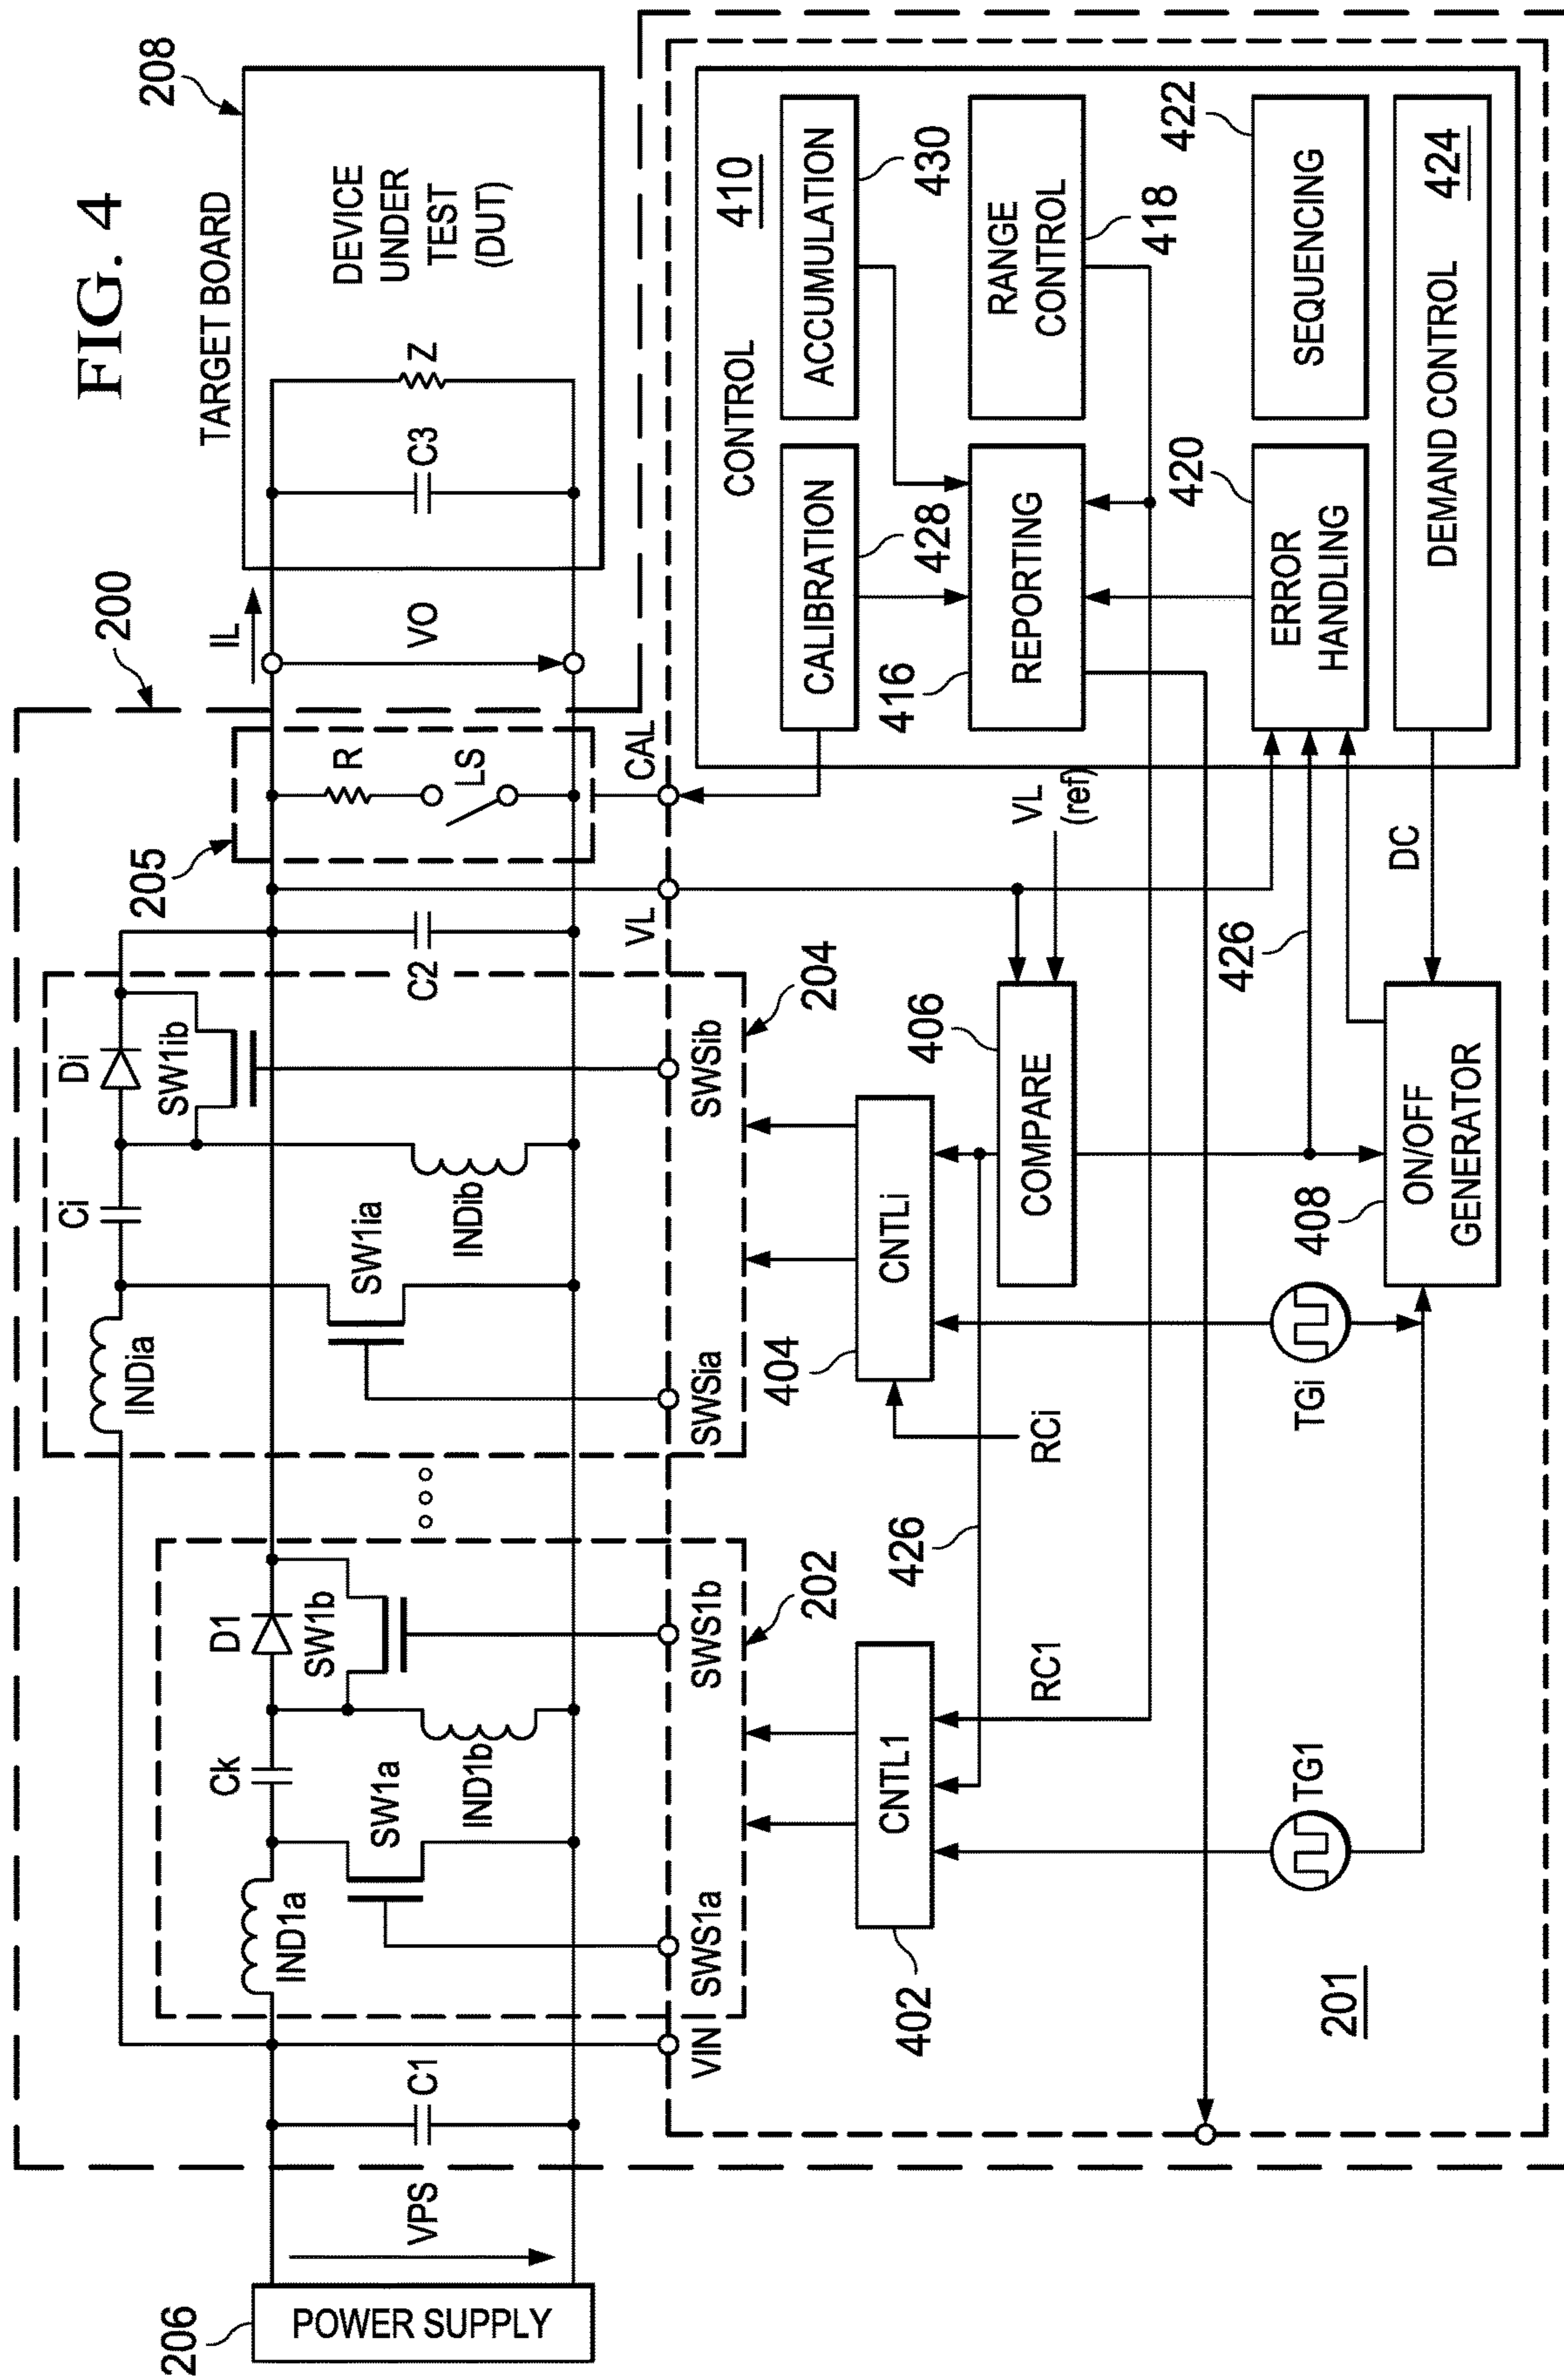 FIG. 4
TARGET BOARD
208
DEVICE
UNDER
TEST
(DUT)
Z
C3
200
IL
VO
205
R
LS
CAL
VL
C2
204
Di
SW1ib
Ci
SW1ia
INDib
INDia
SWSib
SWSia
D1
SW1b
Ck
SW1a
IND1b
IND1a
SWS1b
SWS1a
202
VIN
C1
VPS
206
POWER SUPPLY
CONTROL
410
ACCUMULATION
430
CALIBRATION
428
RANGE
CONTROL
418
REPORTING
416
SEQUENCING
422
ERROR
HANDLING
420
DEMAND CONTROL
424
VL
(ref)
DC
426
COMPARE
406
ON/OFF
GENERATOR
408
CNTLi
404
RCi
TGi
426
CNTL1
402
RC1
TG1
201